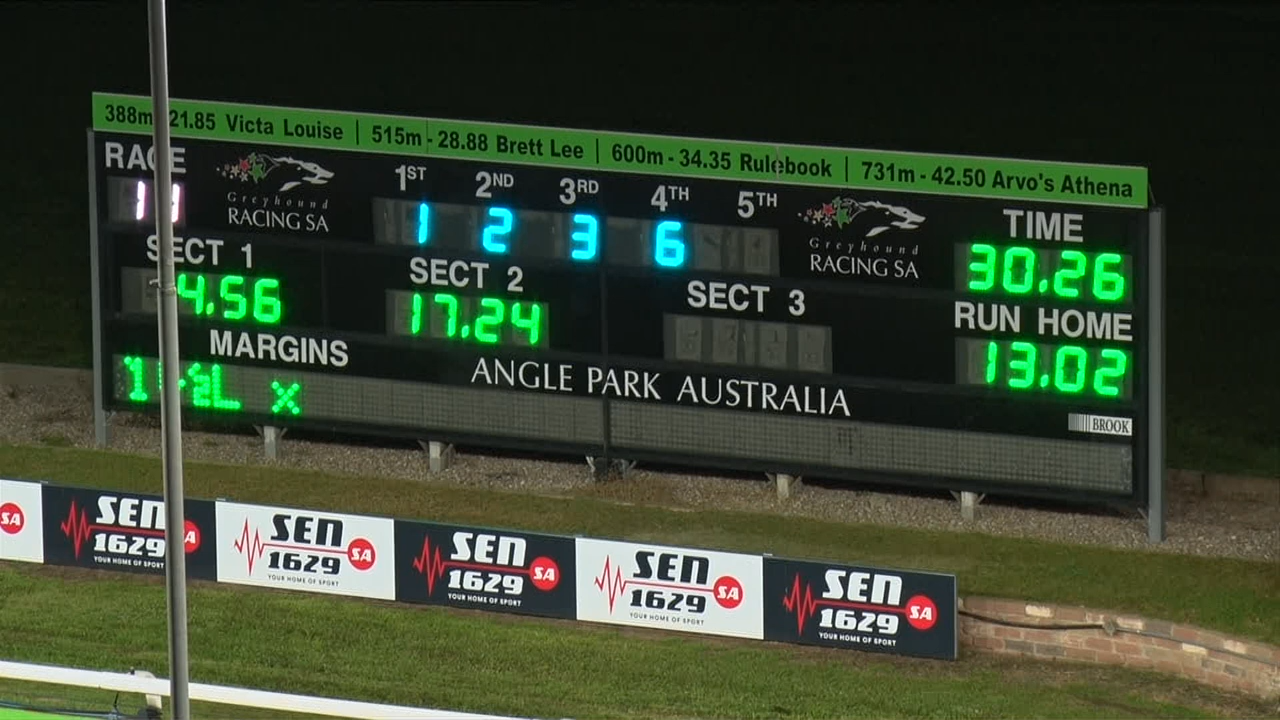 388m - 21.85 Victa Louise | 515m - 28.88 Brett Lee | 600m - 34.35 Rulebook | 731m - 42.50 Arvo's Athena
RACE 1ST 2ND 3RD 4TH 5TH TIME
11 Greyhound RACING SA 1 2 3 6 Greyhound RACING SA 30.26
SECT 1 SECT 2 SECT 3 RUN HOME
4.56 17.24 13.02
MARGINS ANGLE PARK AUSTRALIA
BROOK
SA SEN 1629 SA SEN 1629 SA SEN 1629 SA SEN 1629 SA SEN 1629 SA
YOUR HOME OF SPORT YOUR HOME OF SPORT YOUR HOME OF SPORT YOUR HOME OF SPORT YOUR HOME OF SPORT